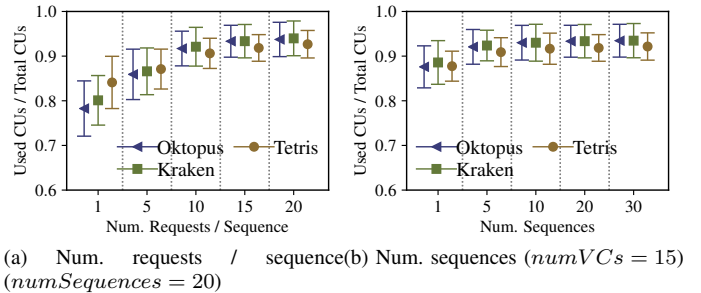 1.0
0.9
0.8
0.9
0.6
Used CUs / Total CUs
Oktopus
Tetris
Kraken
1 5 10 15 20
Num. Requests / Sequence
1.0
0.9
0.8
0.9
0.6
Used CUs / Total CUs
Oktopus
Tetris
Kraken
1 5 10 20 30
Num. Sequences
(a) Num. requests / sequence
(numSequences = 20)
(b) Num. sequences (numVCs = 15)